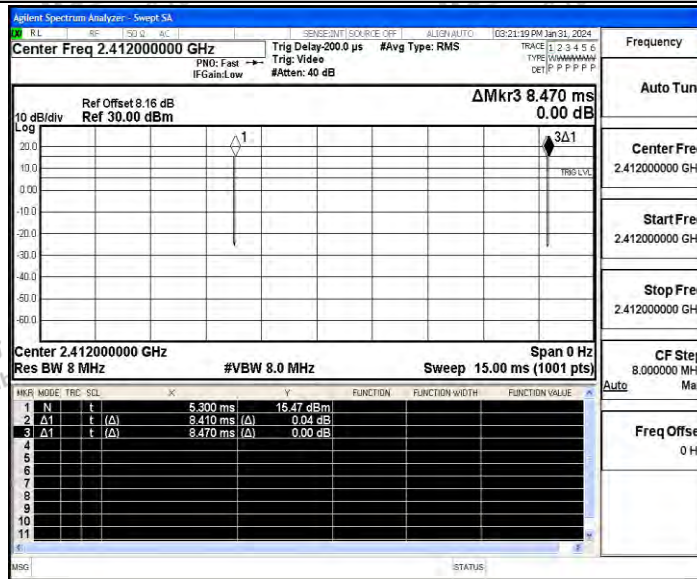 Agilent Spectrum Analyzer - Swept SA
RL RF 50 Ω AC SENSE:INT SOURCE OFF ALIGN AUTO 03:21:19 PM Jan 31, 2024
Center Freq 2.412000000 GHz
PNO: Fast
IFGain:Low
Trig Delay-200.0 µs
Trig: Video
#Atten: 40 dB
#Avg Type: RMS
TRACE 1 2 3 4 5 6
TYPE
DET P P P P P P
ΔMkr3 8.470 ms
0.00 dB
Ref Offset 8.16 dB
10 dB/div Ref 30.00 dBm
Log
20.0
10.0
0.00
-10.0
-20.0
-30.0
-40.0
-50.0
-60.0
1
3Δ1
TRIG LVL
Center 2.412000000 GHz Span 0 Hz
Res BW 8 MHz #VBW 8.0 MHz Sweep 15.00 ms (1001 pts)
MKR MODE TRC SCL X Y FUNCTION FUNCTION WIDTH FUNCTION VALUE
1 N t 5.300 ms 15.47 dBm
2 Δ1 t (Δ) 8.410 ms (Δ) 0.04 dB
3 Δ1 t (Δ) 8.470 ms (Δ) 0.00 dB
4
5
6
7
8
9
10
11
MSG STATUS
Frequency
Auto Tun
Center Fre
2.412000000 GH
Start Fre
2.412000000 GH
Stop Fre
2.412000000 GH
CF Step
8.000000 MH
Auto Ma
Freq Offse
0 H